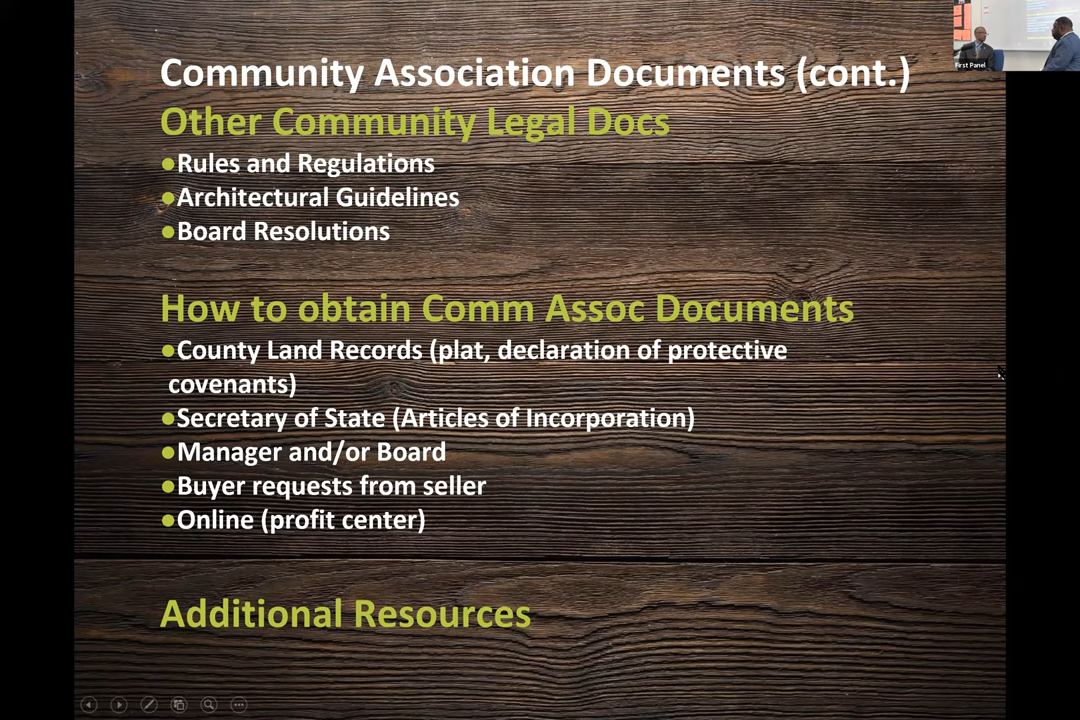 First Panel
Community Association Documents (cont.)
Other Community Legal Docs
●Rules and Regulations
●Architectural Guidelines
●Board Resolutions
How to obtain Comm Assoc Documents
●County Land Records (plat, declaration of protective
covenants)
●Secretary of State (Articles of Incorporation)
●Manager and/or Board
●Buyer requests from seller
●Online (profit center)
Additional Resources